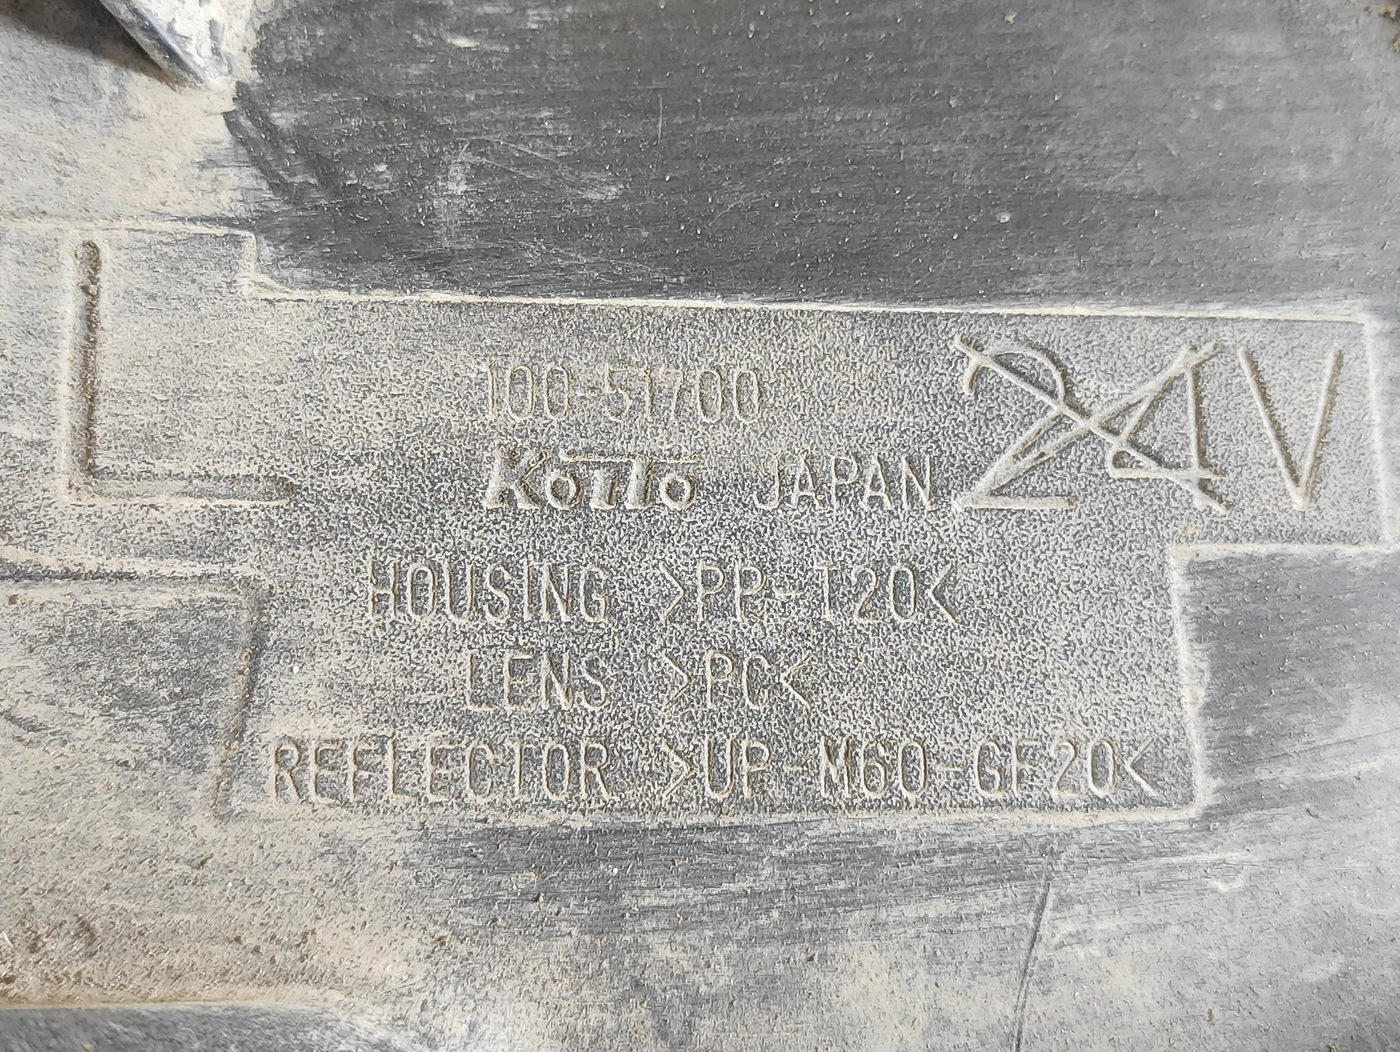 L
100-51700
Koito JAPAN 24V
HOUSING >PP-T20<
LENS >PC<
REFLECTOR >UP-M60-GF20<